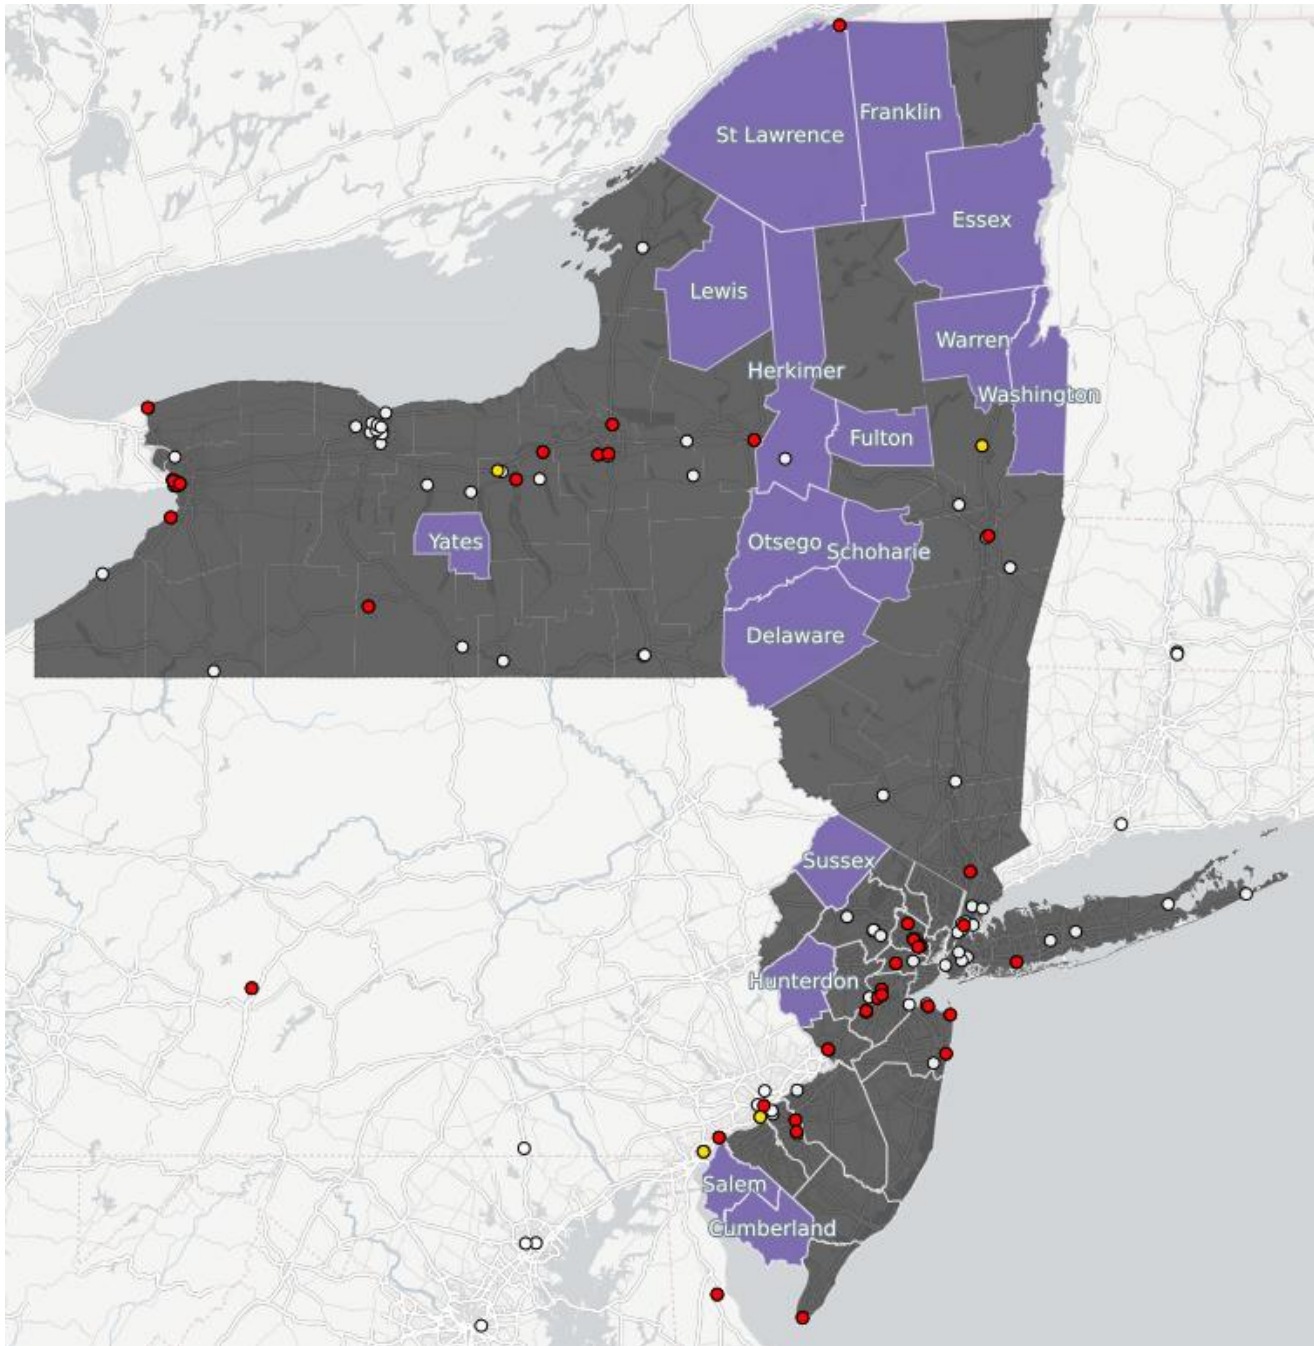 Franklin
St Lawrence
Essex
Lewis
Warren
Herkimer
Washington
Fulton
Yates
Otsego
Schoharie
Delaware
Sussex
Hunterdon
Salem
Cumberland